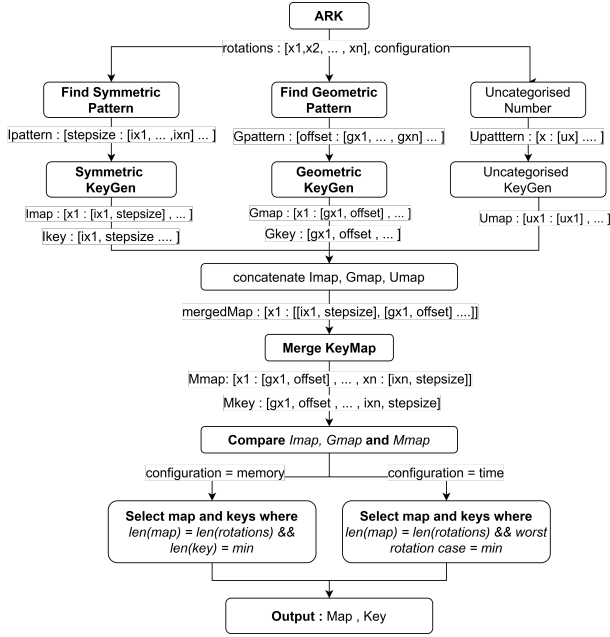 ARK
rotations : [x1,x2, ... , xn], configuration
Find Symmetric
Pattern
Find Geometric
Pattern
Uncategorised
Number
Ipattern : [stepsize : [ix1, ... ,ixn] ... ]
Gpattern : [offset : [gx1, ... , gxn] ... ]
Upatttern : [x : [ux] .... ]
Symmetric
KeyGen
Geometric
KeyGen
Uncategorised
KeyGen
Imap : [x1 : [ix1, stepsize] , ... ]
Gmap : [x1 : [gx1, offset] , ... ]
Umap : [ux1 : [ux1] , ... ]
Ikey : [ix1, stepsize .... ]
Gkey : [gx1, offset , ... ]
concatenate Imap, Gmap, Umap
mergedMap : [x1 : [[ix1, stepsize], [gx1, offset] ....]]
Merge KeyMap
Mmap: [x1 : [gx1, offset] , ... , xn : [ixn, stepsize]]
Mkey : [gx1, offset , ... , ixn, stepsize]
Compare Imap, Gmap and Mmap
configuration = memory
configuration = time
Select map and keys where
len(map) = len(rotations) &&
len(key) = min
Select map and keys where
len(map) = len(rotations) && worst
rotation case = min
Output : Map , Key